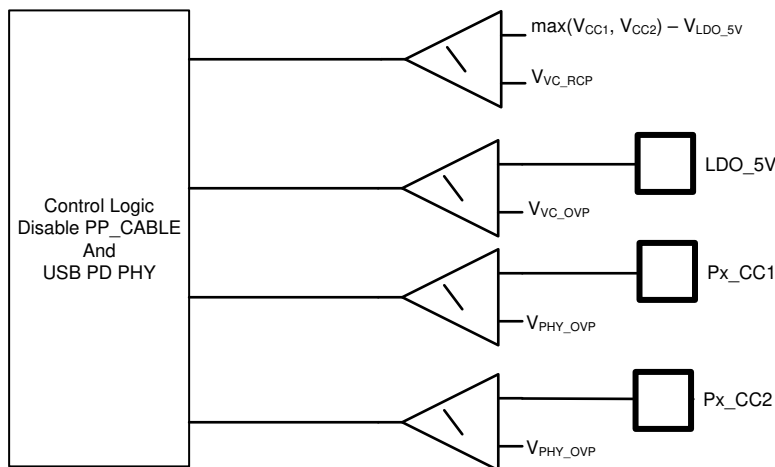 max(VCC1, VCC2) – VLDO_5V
VVC_RCP
LDO_5V
VVC_OVP
Control Logic
Disable PP_CABLE
And
USB PD PHY
Px_CC1
VPHY_OVP
Px_CC2
VPHY_OVP